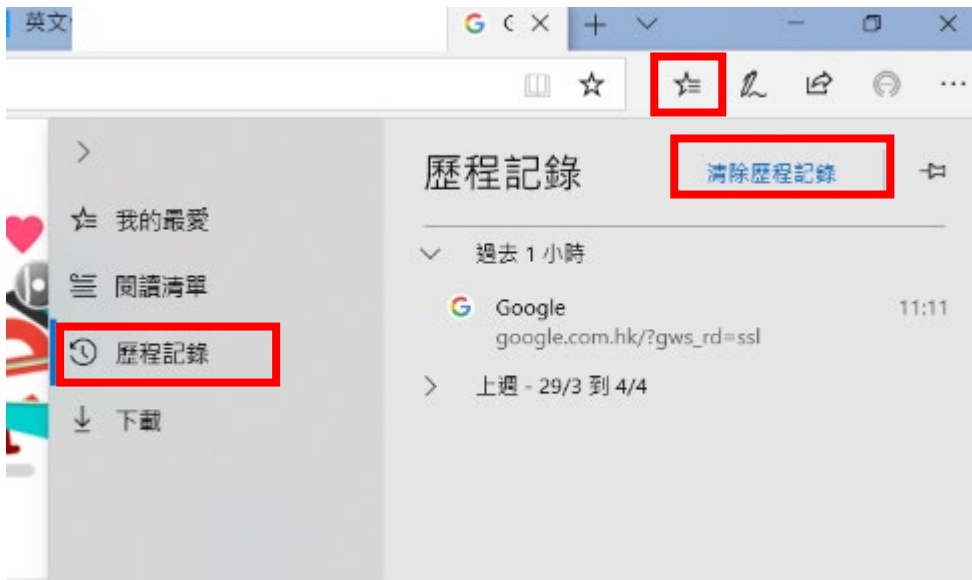 英文
歷程記錄
清除歷程記錄
我的最愛
閱讀清單
歷程記錄
下載
過去 1 小時
Google
11:11
google.com.hk/?gws_rd=ssl
上週 - 29/3 到 4/4